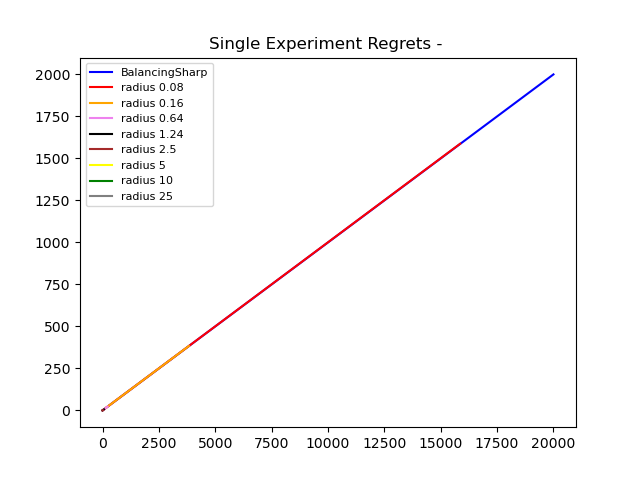 Single Experiment Regrets -
2000
1750
1500
1250
1000
750
500
250
0
BalancingSharp
radius 0.08
radius 0.16
radius 0.64
radius 1.24
radius 2.5
radius 5
radius 10
radius 25
0 2500 5000 7500 10000 12500 15000 17500 20000